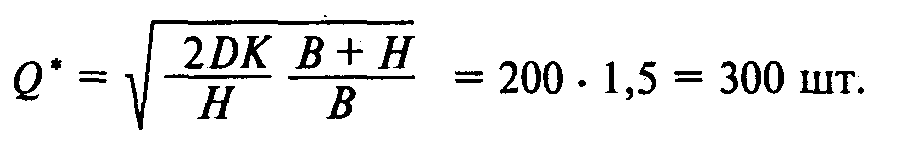 Q* = √(2DK/H · (B + H)/B) = 200 · 1,5 = 300 шт.